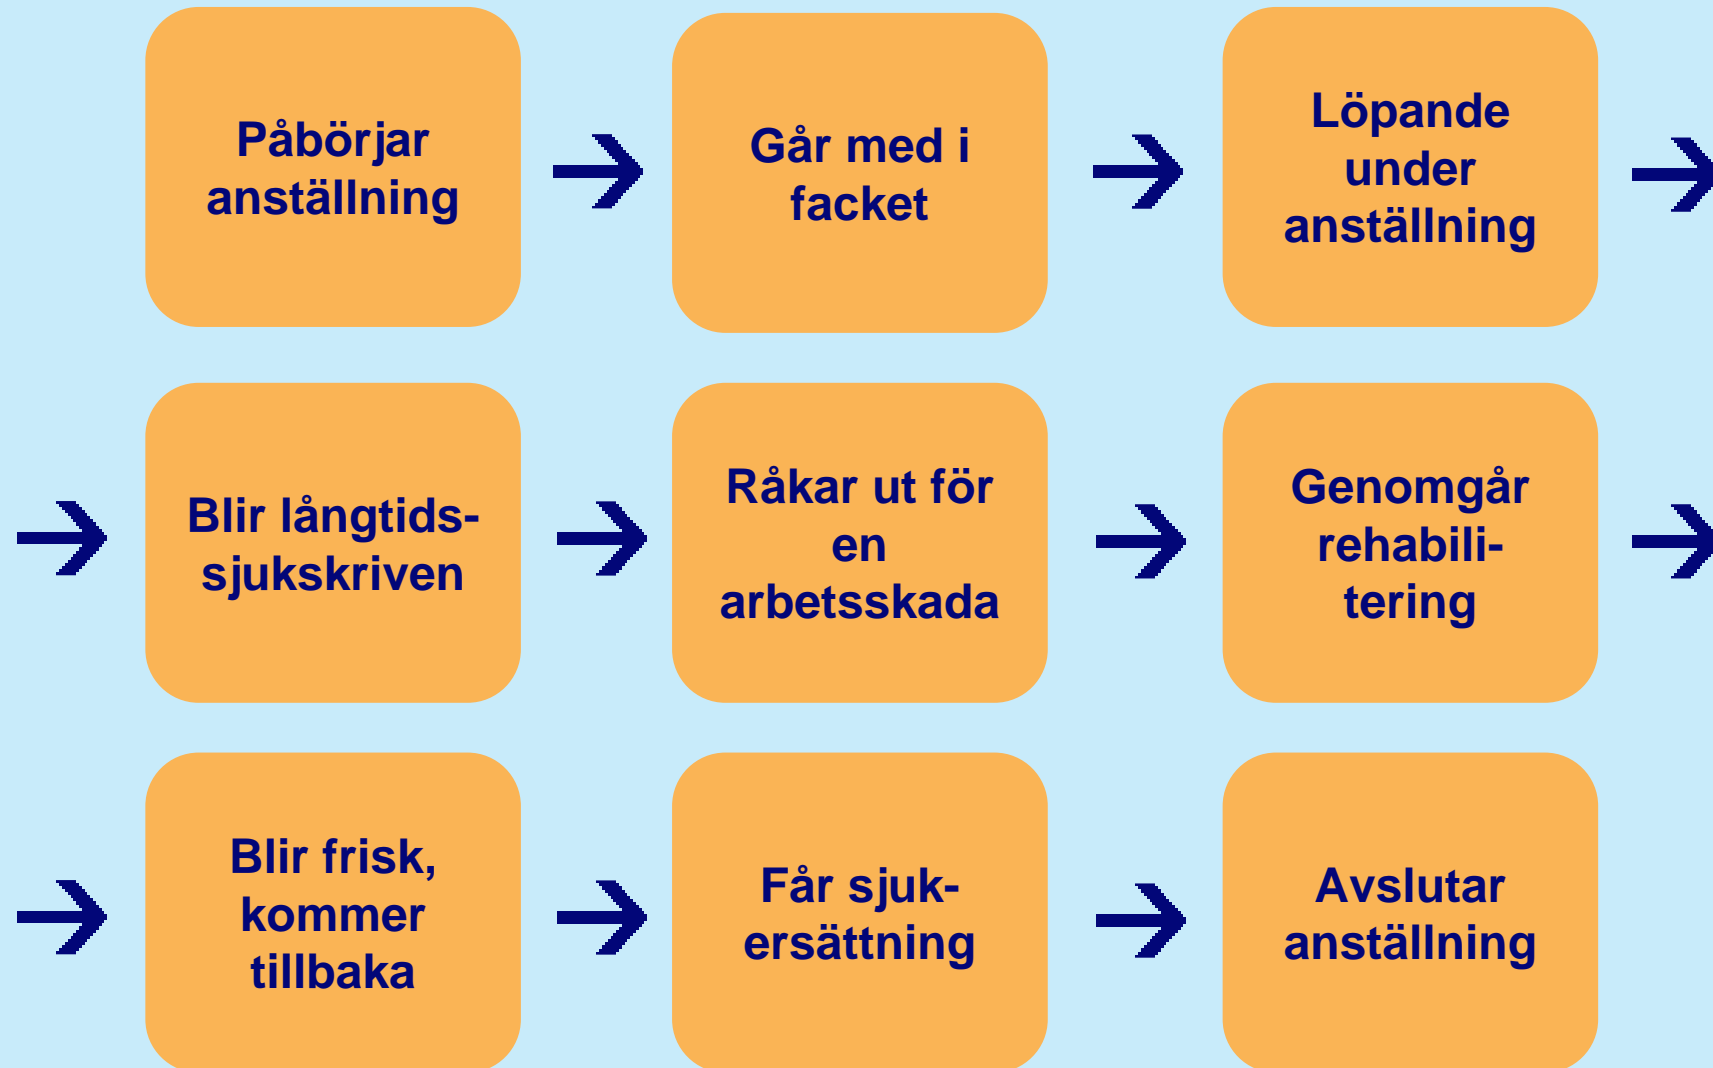 Påbörjar
anställning
Går med i
facket
Löpande
under
anställning
Blir långtids-
sjukskriven
Råkar ut för
en
arbetsskada
Genomgår
rehabili-
tering
Blir frisk,
kommer
tillbaka
Får sjuk-
ersättning
Avslutar
anställning